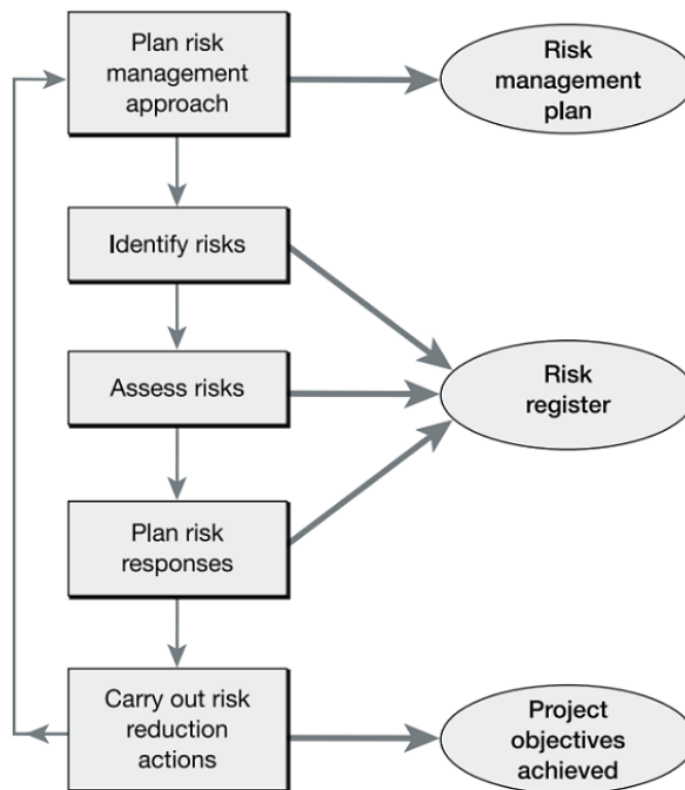 Plan risk
management
approach
Risk
management
plan
Identify risks
Assess risks
Risk
register
Plan risk
responses
Carry out risk
reduction
actions
Project
objectives
achieved